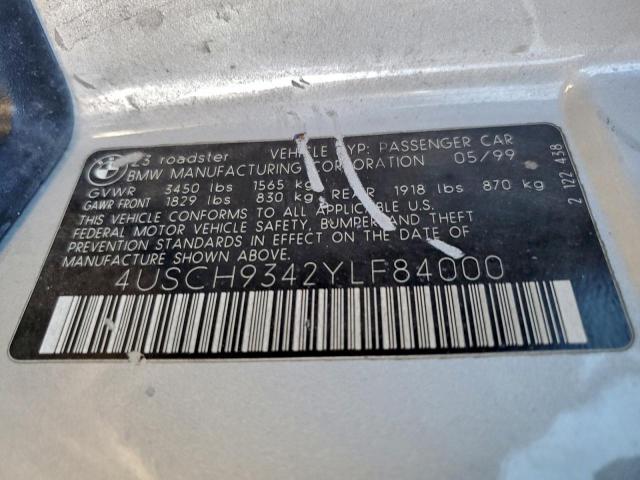 3 roadster VEHICLE TYP: PASSENGER CAR
BMW MANUFACTURING CORPORATION 05/99
GVWR 3450 lbs 1565 kg
GAWR FRONT 1829 lbs 830 kg, REAR 1918 lbs 870 kg
THIS VEHICLE CONFORMS TO ALL APPLICABLE U.S.
FEDERAL MOTOR VEHICLE SAFETY, BUMPER AND THEFT
PREVENTION STANDARDS IN EFFECT ON THE DATE OF
MANUFACTURE SHOWN ABOVE.
4USCH9342YLF84000
2 122 438